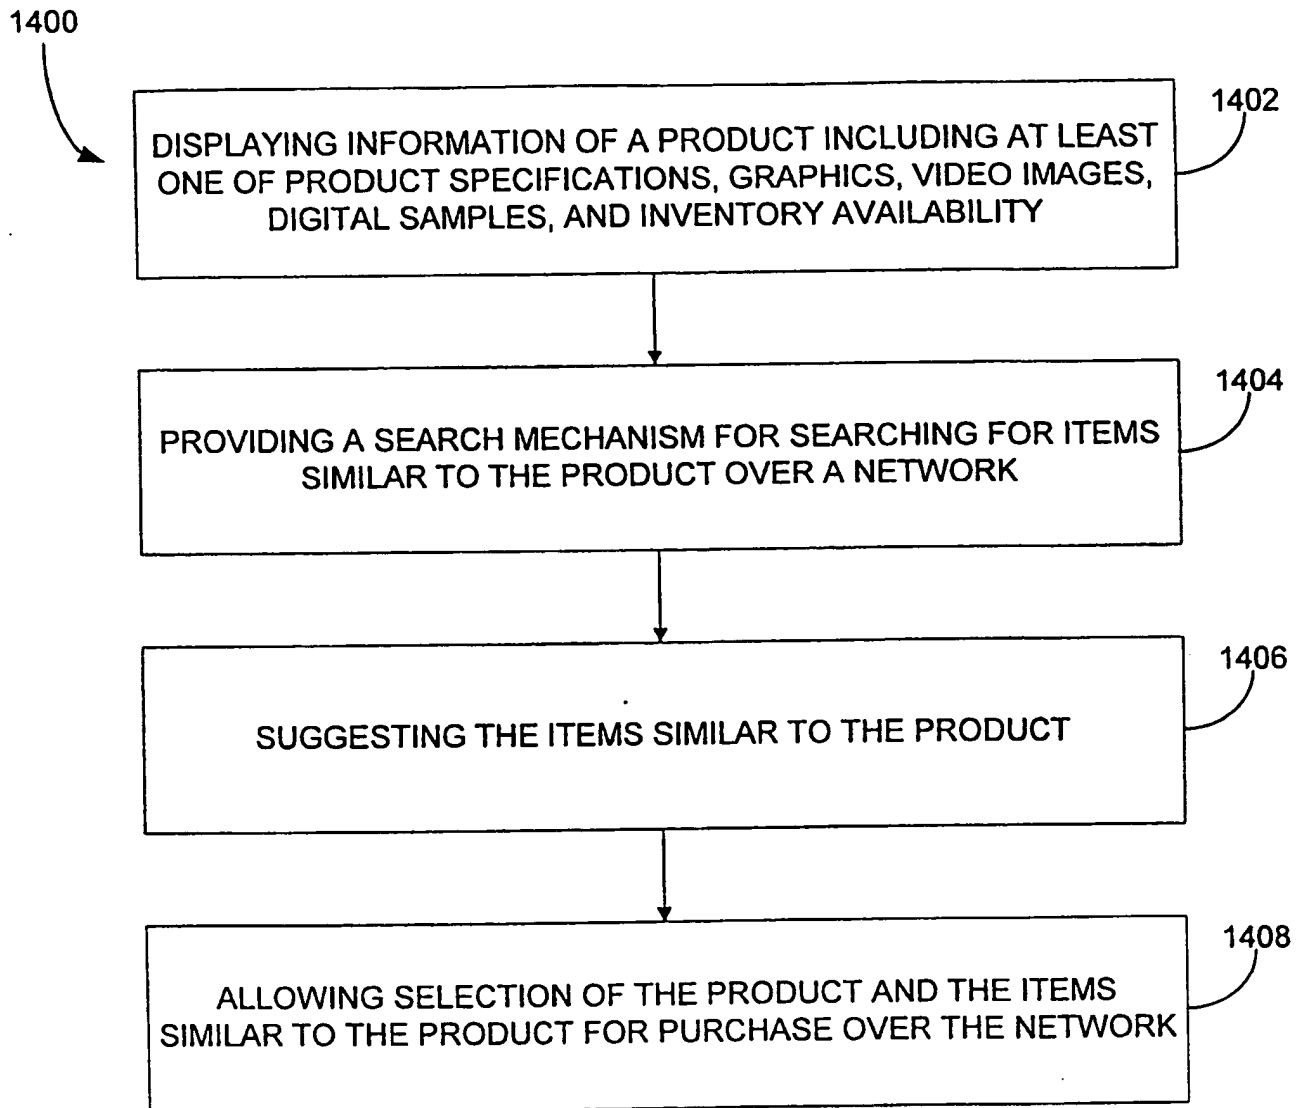 1400
1402
DISPLAYING INFORMATION OF A PRODUCT INCLUDING AT LEAST
ONE OF PRODUCT SPECIFICATIONS, GRAPHICS, VIDEO IMAGES,
DIGITAL SAMPLES, AND INVENTORY AVAILABILITY
1404
PROVIDING A SEARCH MECHANISM FOR SEARCHING FOR ITEMS
SIMILAR TO THE PRODUCT OVER A NETWORK
1406
SUGGESTING THE ITEMS SIMILAR TO THE PRODUCT
1408
ALLOWING SELECTION OF THE PRODUCT AND THE ITEMS
SIMILAR TO THE PRODUCT FOR PURCHASE OVER THE NETWORK